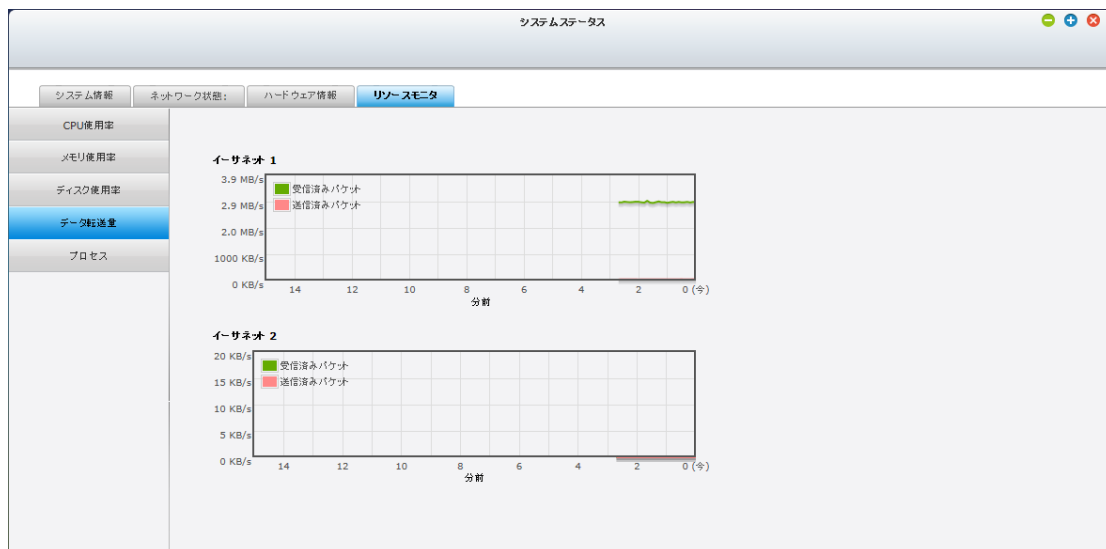 システムステータス
システム情報 ネットワーク状態: ハードウェア情報 リソースモニタ
CPU使用率
メモリ使用率
ディスク使用率
データ転送量
プロセス
イーサネット 1
3.9 MB/s
2.9 MB/s
2.0 MB/s
1000 KB/s
0 KB/s
受信済みパケット
送信済みパケット
14 12 10 8 6 4 2 0 (今)
分前
イーサネット 2
20 KB/s
15 KB/s
10 KB/s
5 KB/s
0 KB/s
受信済みパケット
送信済みパケット
14 12 10 8 6 4 2 0 (今)
分前